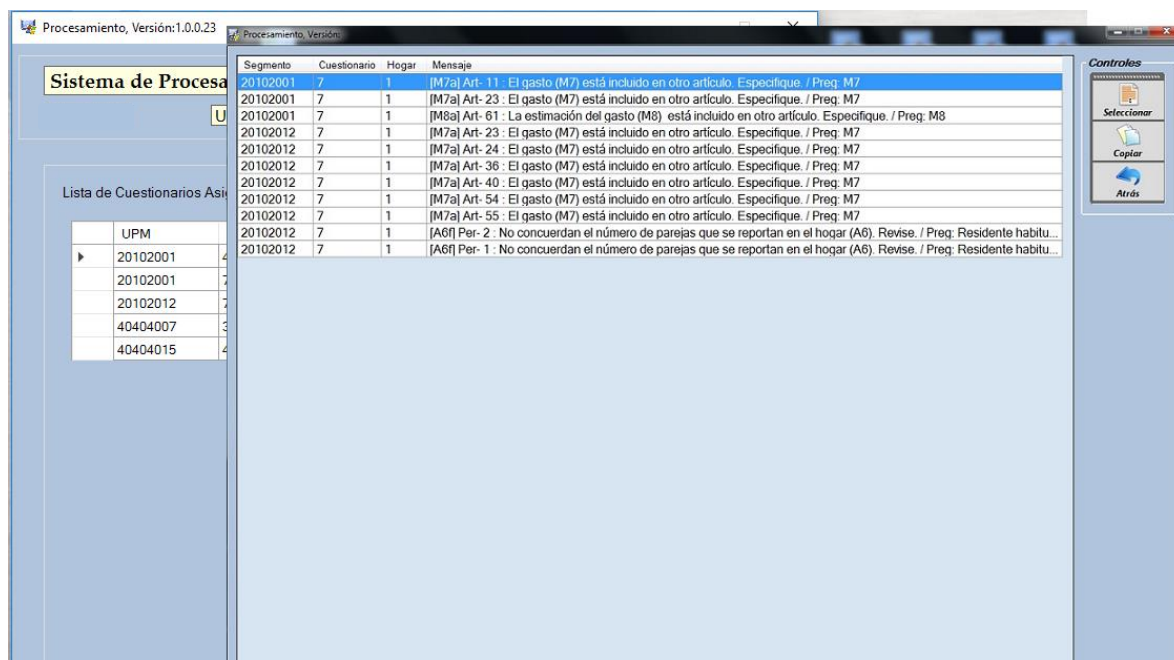 Procesamiento, Versión:1.0.0.23
Procesamiento, Versión:
Sistema de Procesa
U
Lista de Cuestionarios Asig
UPM
20102001 4
20102001 7
20102012 7
40404007 3
40404015 4
Segmento Cuestionario Hogar Mensaje
20102001 7 1 [M7a] Art- 11 : El gasto (M7) está incluido en otro artículo. Especifique. / Preg: M7
20102001 7 1 [M7a] Art- 23 : El gasto (M7) está incluido en otro artículo. Especifique. / Preg: M7
20102001 7 1 [M8a] Art- 61 : La estimación del gasto (M8) está incluido en otro artículo. Especifique. / Preg: M8
20102012 7 1 [M7a] Art- 23 : El gasto (M7) está incluido en otro artículo. Especifique. / Preg: M7
20102012 7 1 [M7a] Art- 24 : El gasto (M7) está incluido en otro artículo. Especifique. / Preg: M7
20102012 7 1 [M7a] Art- 36 : El gasto (M7) está incluido en otro artículo. Especifique. / Preg: M7
20102012 7 1 [M7a] Art- 40 : El gasto (M7) está incluido en otro artículo. Especifique. / Preg: M7
20102012 7 1 [M7a] Art- 54 : El gasto (M7) está incluido en otro artículo. Especifique. / Preg: M7
20102012 7 1 [M7a] Art- 55 : El gasto (M7) está incluido en otro artículo. Especifique. / Preg: M7
20102012 7 1 [A6f] Per- 2 : No concuerdan el número de parejas que se reportan en el hogar (A6). Revise. / Preg: Residente habitu...
20102012 7 1 [A6f] Per- 1 : No concuerdan el número de parejas que se reportan en el hogar (A6). Revise. / Preg: Residente habitu...
Controles
Seleccionar
Copiar
Atrás